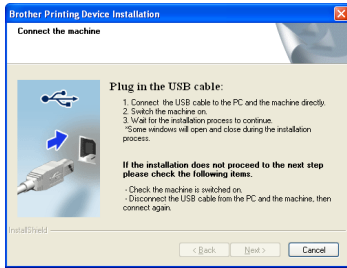 Brother Printing Device Installation
Connect the machine
Plug in the USB cable:
1. Connect the USB cable to the PC and the machine directly.
2. Switch the machine on.
3. Wait for the installation process to continue.
*Some windows will open and close during the installation
process.
If the installation does not proceed to the next step
please check the following items.
- Check the machine is switched on.
- Disconnect the USB cable from the PC and the machine, then
connect again.
InstallShield
< Back Next > Cancel